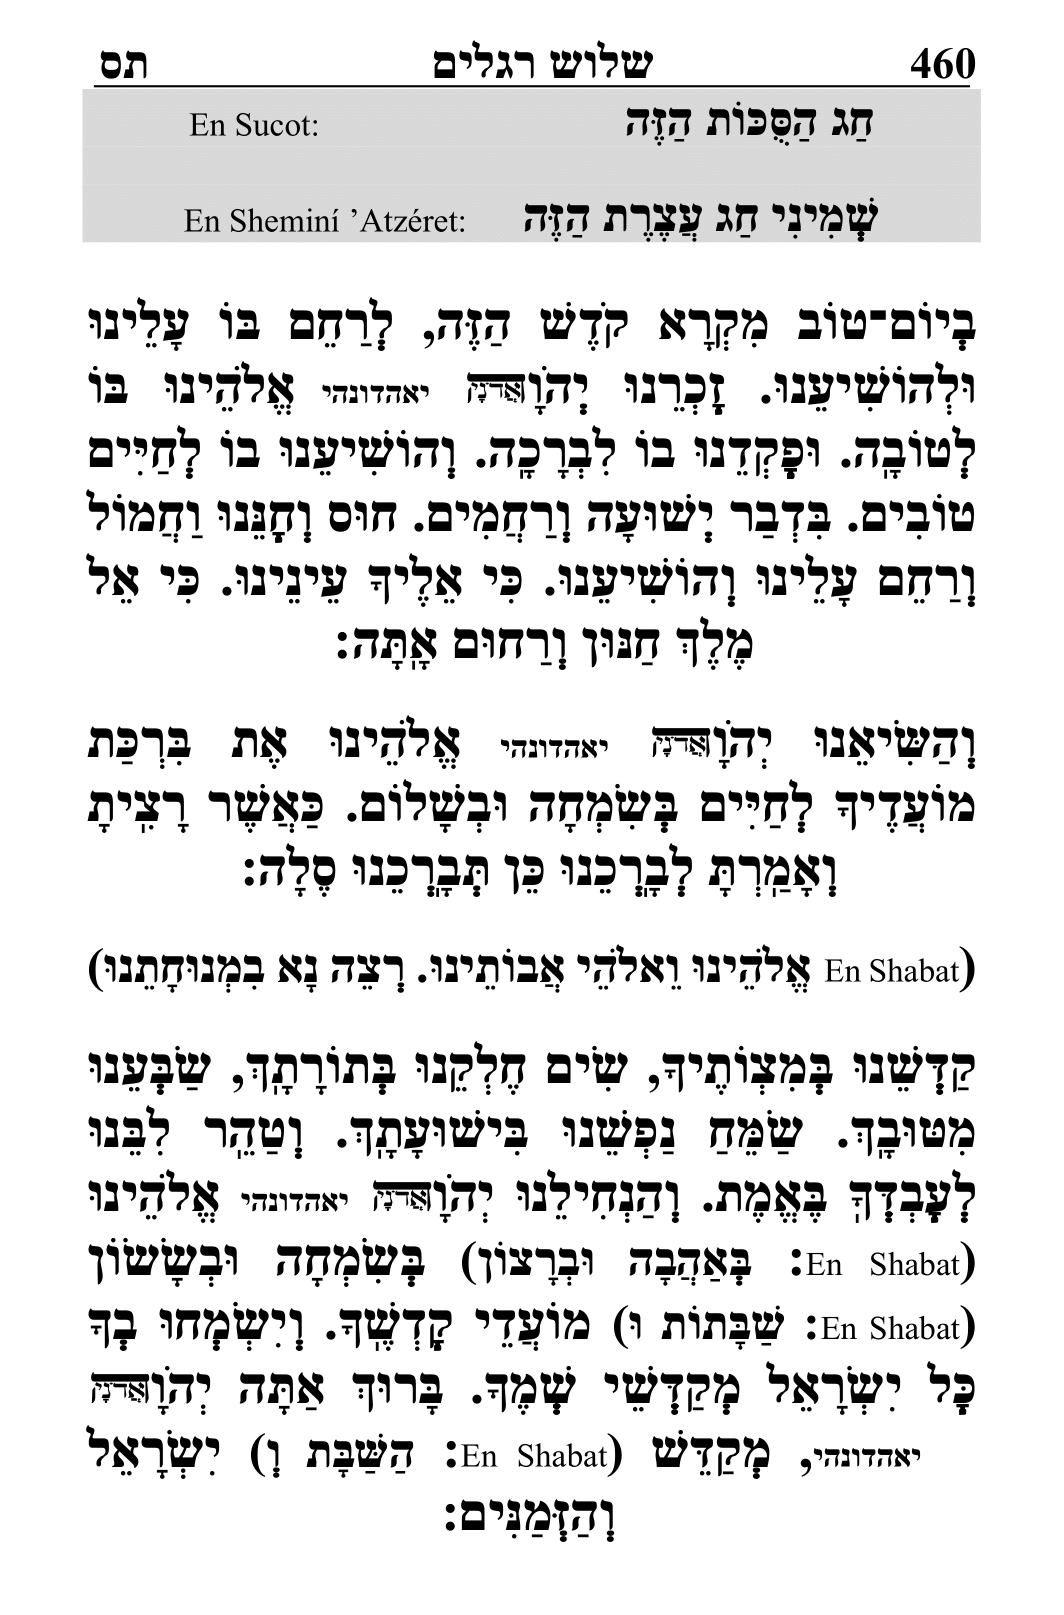 460 שלוש רגלים תס
En Sucot: חַג הַסֻּכּוֹת הַזֶּה
En Sheminí ’Atzéret: שְׁמִינִי חַג עֲצֶרֶת הַזֶּה
בְּיוֹם־טוֹב מִקְרָא קֹדֶשׁ הַזֶּה, לְרַחֵם בּוֹ עָלֵינוּ
וּלְהוֹשִׁיעֵנוּ. זָכְרֵנוּ יְהֹוָה אֲדֹנָי יאהדונהי אֱלֹהֵינוּ בּוֹ
לְטוֹבָה. וּפָקְדֵנוּ בוֹ לִבְרָכָה. וְהוֹשִׁיעֵנוּ בוֹ לְחַיִּים
טוֹבִים. בִּדְבַר יְשׁוּעָה וְרַחֲמִים. חוּס וְחָנֵּנוּ וַחֲמוֹל
וְרַחֵם עָלֵינוּ וְהוֹשִׁיעֵנוּ. כִּי אֵלֶיךָ עֵינֵינוּ. כִּי אֵל
מֶלֶךְ חַנּוּן וְרַחוּם אָתָּה:
וְהַשִּׂיאֵנוּ יְהֹוָה אֲדֹנָי יאהדונהי אֱלֹהֵינוּ אֶת בִּרְכַּת
מוֹעֲדֶיךָ לְחַיִּים בְּשִׂמְחָה וּבְשָׁלוֹם. כַּאֲשֶׁר רָצִיתָ
וְאָמַרְתָּ לְבָרְכֵנוּ כֵּן תְּבָרְכֵנוּ סֶלָה:
(En Shabat אֱלֹהֵינוּ וֵאלֹהֵי אֲבוֹתֵינוּ. רְצֵה נָא בִמְנוּחָתֵנוּ)
קַדְּשֵׁנוּ בְּמִצְוֹתֶיךָ, שִׂים חֶלְקֵנוּ בְּתוֹרָתָךְ, שַׂבְּעֵנוּ
מִטּוּבָךְ. שַׂמֵּחַ נַפְשֵׁנוּ בִּישׁוּעָתָךְ. וְטַהֵר לִבֵּנוּ
לְעָבְדְּךָ בֶּאֱמֶת. וְהַנְחִילֵנוּ יְהֹוָה אֲדֹנָי יאהדונהי אֱלֹהֵינוּ
(En Shabat: בְּאַהֲבָה וּבְרָצוֹן) בְּשִׂמְחָה וּבְשָׂשׂוֹן
(En Shabat: שַׁבָּתוֹת וּ) מוֹעֲדֵי קָדְשֶׁךָ. וְיִשְׂמְחוּ בְךָ
כָּל יִשְׂרָאֵל מְקַדְּשֵׁי שְׁמֶךָ. בָּרוּךְ אַתָּה יְהֹוָה אֲדֹנָי
יאהדונהי, מְקַדֵּשׁ (En Shabat: הַשַּׁבָּת וְ) יִשְׂרָאֵל
וְהַזְּמַנִּים: